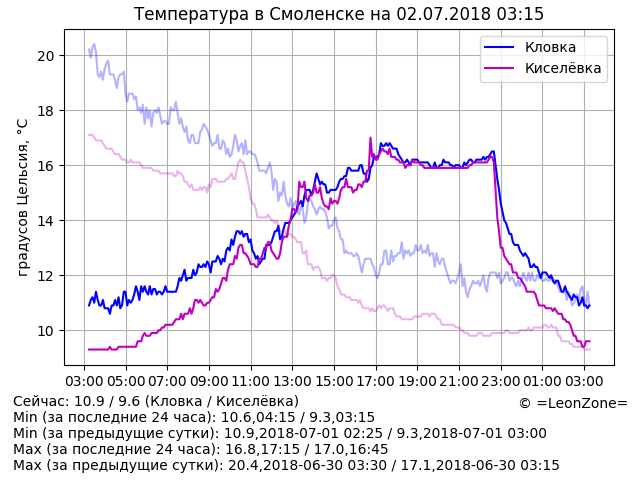 Температура в Смоленске на 02.07.2018 03:15
Кловка
Киселёвка
градусов Цельсия, °C
20
18
16
14
12
10
03:00 05:00 07:00 09:00 11:00 13:00 15:00 17:00 19:00 21:00 23:00 01:00 03:00
Сейчас: 10.9 / 9.6 (Кловка / Киселёвка)
© =LeonZone=
Min (за последние 24 часа): 10.6,04:15 / 9.3,03:15
Min (за предыдущие сутки): 10.9,2018-07-01 02:25 / 9.3,2018-07-01 03:00
Max (за последние 24 часа): 16.8,17:15 / 17.0,16:45
Max (за предыдущие сутки): 20.4,2018-06-30 03:30 / 17.1,2018-06-30 03:15